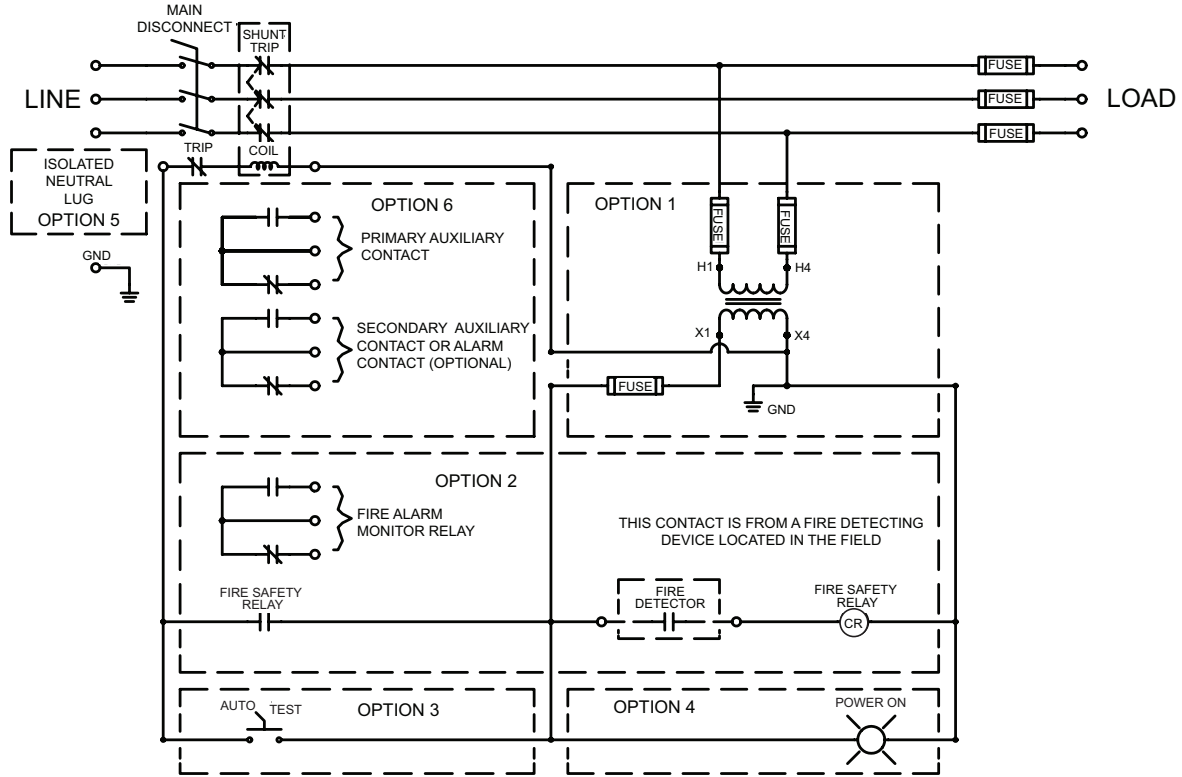 MAIN
DISCONNECT
SHUNT
TRIP
FUSE
LINE
FUSE
LOAD
FUSE
TRIP
COIL
ISOLATED
NEUTRAL
LUG
OPTION 5
GND
OPTION 6
PRIMARY AUXILIARY
CONTACT
SECONDARY AUXILIARY
CONTACT OR ALARM
CONTACT (OPTIONAL)
OPTION 1
FUSE
FUSE
H1
H4
X1
X4
FUSE
GND
OPTION 2
FIRE ALARM
MONITOR RELAY
THIS CONTACT IS FROM A FIRE DETECTING
DEVICE LOCATED IN THE FIELD
FIRE SAFETY
RELAY
FIRE
DETECTOR
FIRE SAFETY
RELAY
CR
AUTO
TEST
OPTION 3
OPTION 4
POWER ON